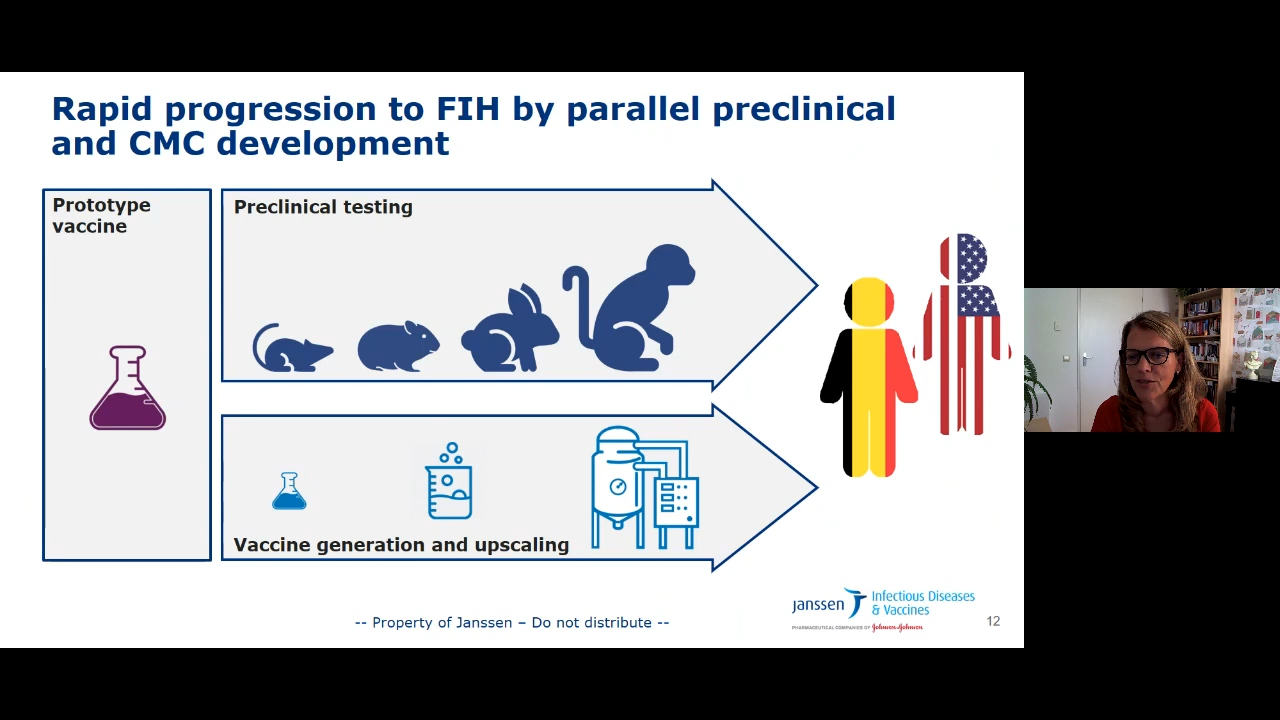 Rapid progression to FIH by parallel preclinical
and CMC development
Prototype
vaccine
Preclinical testing
Vaccine generation and upscaling
-- Property of Janssen – Do not distribute --
Janssen
Infectious Diseases
& Vaccines
PHARMACEUTICAL COMPANIES OF Johnson&Johnson
12